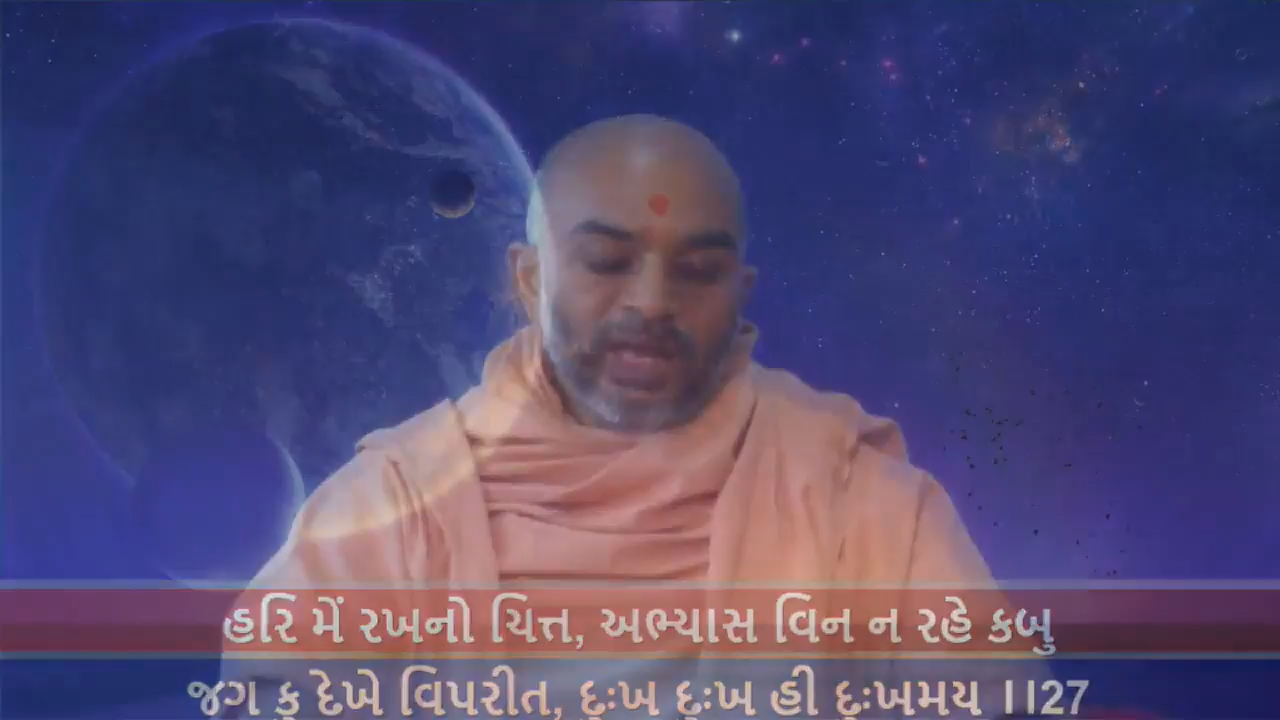 હરિ મેં રખનો ચિત્ત, અભ્યાસ વિન ન રહે કબુ
જગ કુ દેખે વિપરીત, દુઃખ દુઃખ હી દુઃખમય ।।27